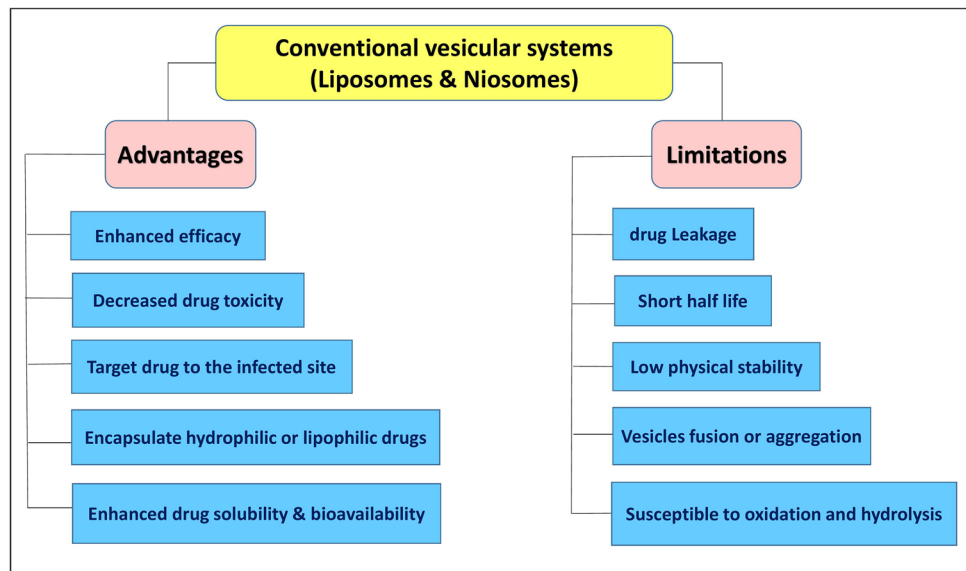 Conventional vesicular systems
(Liposomes & Niosomes)
Advantages
Enhanced efficacy
Decreased drug toxicity
Target drug to the infected site
Encapsulate hydrophilic or lipophilic drugs
Enhanced drug solubility & bioavailability
Limitations
drug Leakage
Short half life
Low physical stability
Vesicles fusion or aggregation
Susceptible to oxidation and hydrolysis